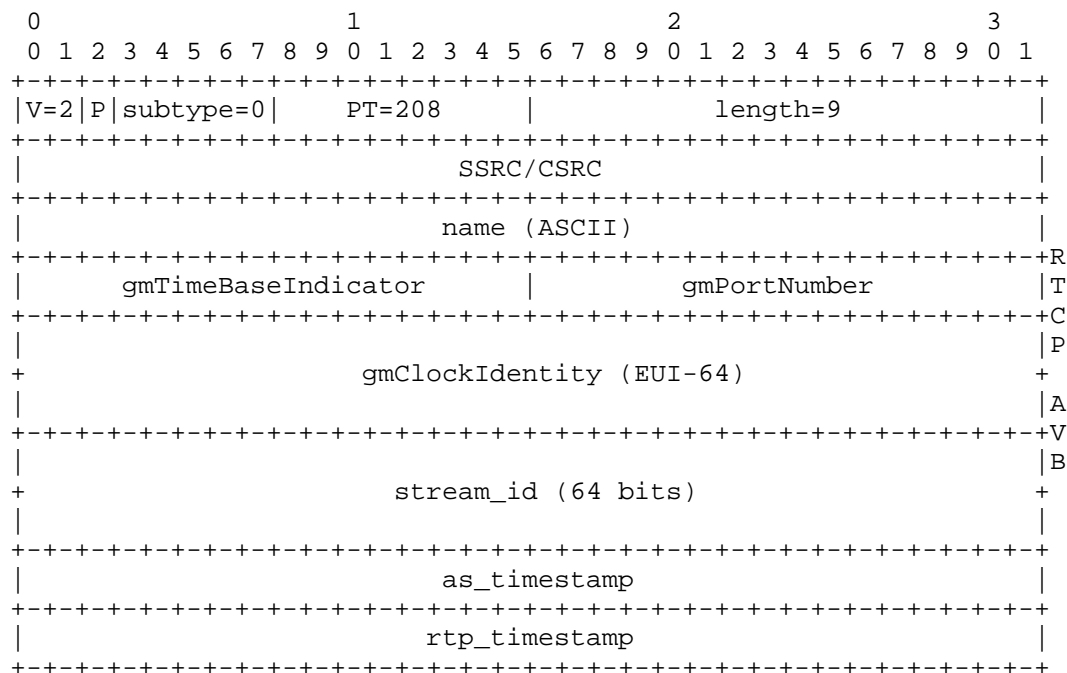 0                   1                   2                   3
 0 1 2 3 4 5 6 7 8 9 0 1 2 3 4 5 6 7 8 9 0 1 2 3 4 5 6 7 8 9 0 1
+-+-+-+-+-+-+-+-+-+-+-+-+-+-+-+-+-+-+-+-+-+-+-+-+-+-+-+-+-+-+-+-+
|V=2|P|subtype=0|    PT=208     |           length=9            |
+-+-+-+-+-+-+-+-+-+-+-+-+-+-+-+-+-+-+-+-+-+-+-+-+-+-+-+-+-+-+-+-+
|                           SSRC/CSRC                           |
+-+-+-+-+-+-+-+-+-+-+-+-+-+-+-+-+-+-+-+-+-+-+-+-+-+-+-+-+-+-+-+-+
|                          name (ASCII)                         |
+-+-+-+-+-+-+-+-+-+-+-+-+-+-+-+-+-+-+-+-+-+-+-+-+-+-+-+-+-+-+-+-+R
|      gmTimeBaseIndicator      |         gmPortNumber          |T
+-+-+-+-+-+-+-+-+-+-+-+-+-+-+-+-+-+-+-+-+-+-+-+-+-+-+-+-+-+-+-+-+C
|                                                               |P
+                     gmClockIdentity (EUI-64)                  +
|                                                               |A
+-+-+-+-+-+-+-+-+-+-+-+-+-+-+-+-+-+-+-+-+-+-+-+-+-+-+-+-+-+-+-+-+V
|                                                               |B
+                       stream_id (64 bits)                     +
|                                                               |
+-+-+-+-+-+-+-+-+-+-+-+-+-+-+-+-+-+-+-+-+-+-+-+-+-+-+-+-+-+-+-+-+
|                          as_timestamp                         |
+-+-+-+-+-+-+-+-+-+-+-+-+-+-+-+-+-+-+-+-+-+-+-+-+-+-+-+-+-+-+-+-+
|                         rtp_timestamp                         |
+-+-+-+-+-+-+-+-+-+-+-+-+-+-+-+-+-+-+-+-+-+-+-+-+-+-+-+-+-+-+-+-+